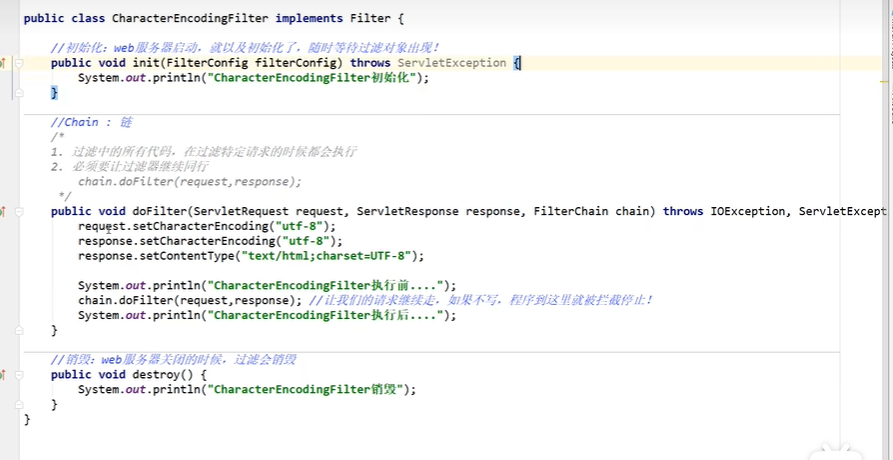 public class CharacterEncodingFilter implements Filter {
//初始化：web服务器启动，就以及初始化了，随时等待过滤对象出现！
public void init(FilterConfig filterConfig) throws ServletException {
System.out.println("CharacterEncodingFilter初始化");
}
//Chain : 链
/*
1. 过滤中的所有代码，在过滤特定请求的时候都会执行
2. 必须要让过滤器继续同行
chain.doFilter(request,response);
*/
public void doFilter(ServletRequest request, ServletResponse response, FilterChain chain) throws IOException, ServletExcept
request.setCharacterEncoding("utf-8");
response.setCharacterEncoding("utf-8");
response.setContentType("text/html;charset=UTF-8");
System.out.println("CharacterEncodingFilter执行前....");
chain.doFilter(request,response); //让我们的请求继续走，如果不写，程序到这里就被拦截停止！
System.out.println("CharacterEncodingFilter执行后....");
}
//销毁：web服务器关闭的时候，过滤会销毁
public void destroy() {
System.out.println("CharacterEncodingFilter销毁");
}
}